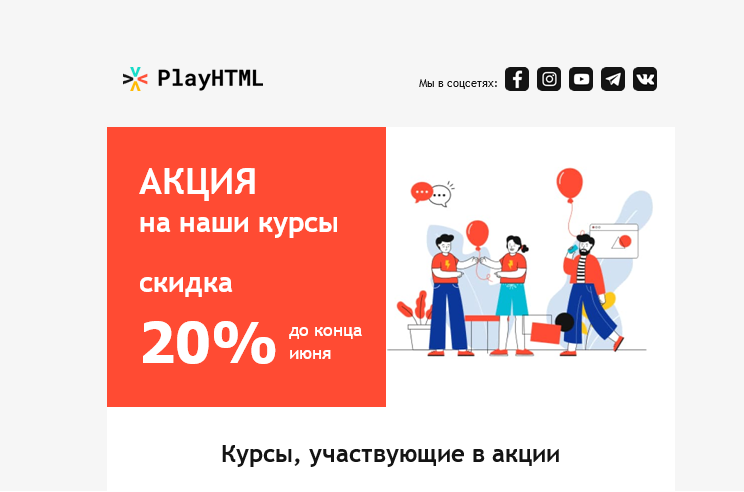 PlayHTML
Мы в соцсетях:
АКЦИЯ
на наши курсы
скидка
20%
до конца
июня
Курсы, участвующие в акции